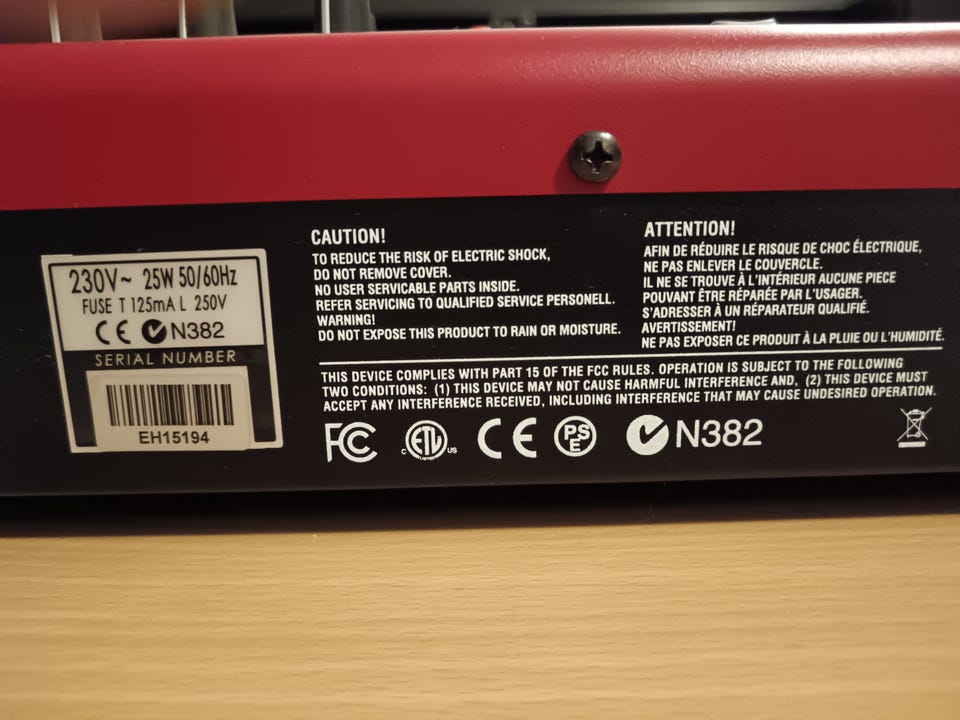 230V~ 25W 50/60Hz
FUSE T 125mA L 250V
CE N382
SERIAL NUMBER
EH15194
CAUTION!
TO REDUCE THE RISK OF ELECTRIC SHOCK,
DO NOT REMOVE COVER.
NO USER SERVICABLE PARTS INSIDE.
REFER SERVICING TO QUALIFIED SERVICE PERSONELL.
WARNING!
DO NOT EXPOSE THIS PRODUCT TO RAIN OR MOISTURE.
ATTENTION!
AFIN DE RÉDUIRE LE RISQUE DE CHOC ÉLECTRIQUE,
NE PAS ENLEVER LE COUVERCLE.
IL NE SE TROUVE À L'INTÉRIEUR AUCUNE PIECE
POUVANT ÊTRE RÉPARÉE PAR L'USAGER.
S'ADRESSER À UN RÉPARATEUR QUALIFIÉ.
AVERTISSEMENT!
NE PAS EXPOSER CE PRODUIT À LA PLUIE OU L'HUMIDITÉ.
THIS DEVICE COMPLIES WITH PART 15 OF THE FCC RULES. OPERATION IS SUBJECT TO THE FOLLOWING
TWO CONDITIONS: (1) THIS DEVICE MAY NOT CAUSE HARMFUL INTERFERENCE AND, (2) THIS DEVICE MUST
ACCEPT ANY INTERFERENCE RECEIVED, INCLUDING INTERFERENCE THAT MAY CAUSE UNDESIRED OPERATION.
FC C ETL US CE PSE N382